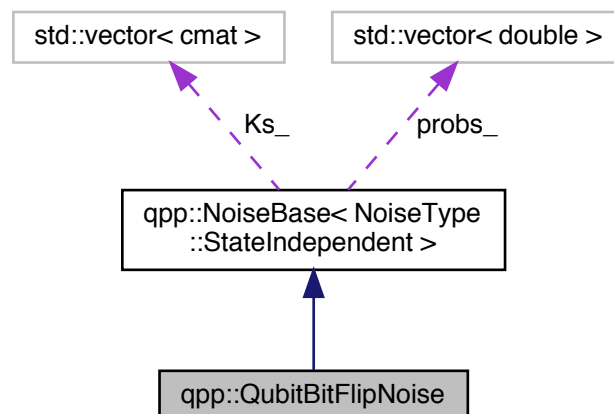 std::vector< cmat >
std::vector< double >
Ks_
probs_
qpp::NoiseBase< NoiseType
::StateIndependent >
qpp::QubitBitFlipNoise